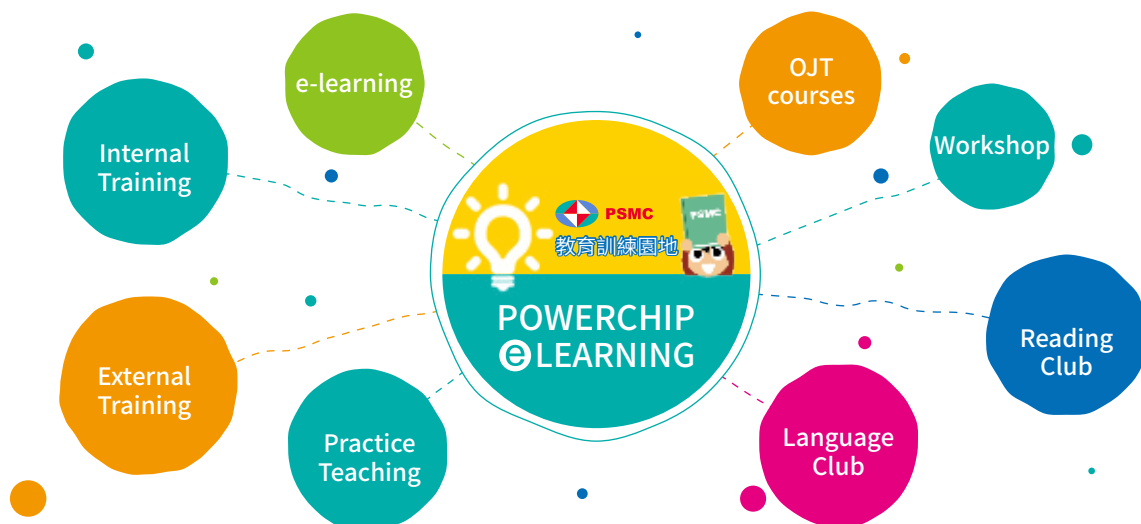 e-learning
OJT
courses
Internal
Training
Workshop
PSMC
PSMC
教育訓練園地
POWERCHIP
e LEARNING
External
Training
Reading
Club
Practice
Teaching
Language
Club